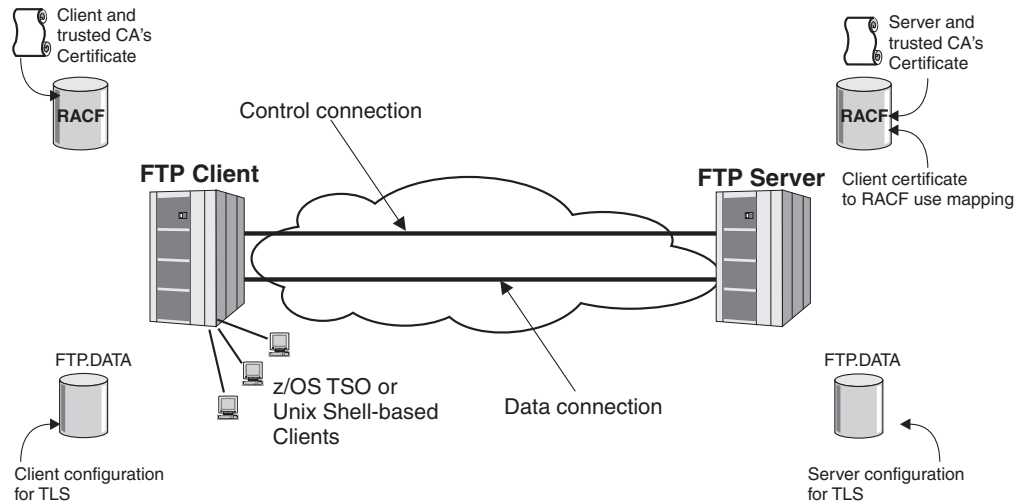 Client and
trusted CA's
Certificate
RACF
Server and
trusted CA's
Certificate
RACF
Control connection
FTP Client
FTP Server
Client certificate
to RACF use mapping
FTP.DATA
z/OS TSO or
Unix Shell-based
Clients
Data connection
FTP.DATA
Client configuration
for TLS
Server configuration
for TLS